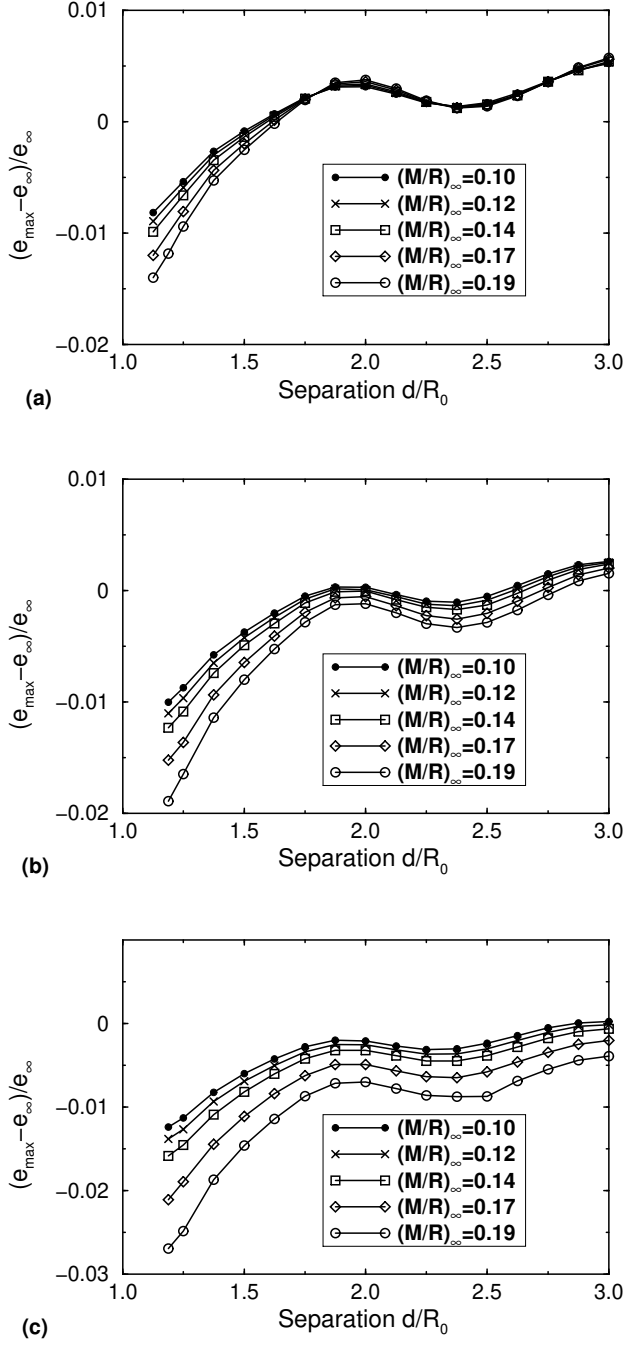 0.01
0
−0.01
−0.02
(e_max−e_∞)/e_∞
(M/R)_∞=0.10
(M/R)_∞=0.12
(M/R)_∞=0.14
(M/R)_∞=0.17
(M/R)_∞=0.19
1.0 1.5 2.0 2.5 3.0
Separation d/R_0
(a)
0.01
0
−0.01
−0.02
(e_max−e_∞)/e_∞
(M/R)_∞=0.10
(M/R)_∞=0.12
(M/R)_∞=0.14
(M/R)_∞=0.17
(M/R)_∞=0.19
1.0 1.5 2.0 2.5 3.0
Separation d/R_0
(b)
0
−0.01
−0.02
−0.03
(e_max−e_∞)/e_∞
(M/R)_∞=0.10
(M/R)_∞=0.12
(M/R)_∞=0.14
(M/R)_∞=0.17
(M/R)_∞=0.19
1.0 1.5 2.0 2.5 3.0
Separation d/R_0
(c)